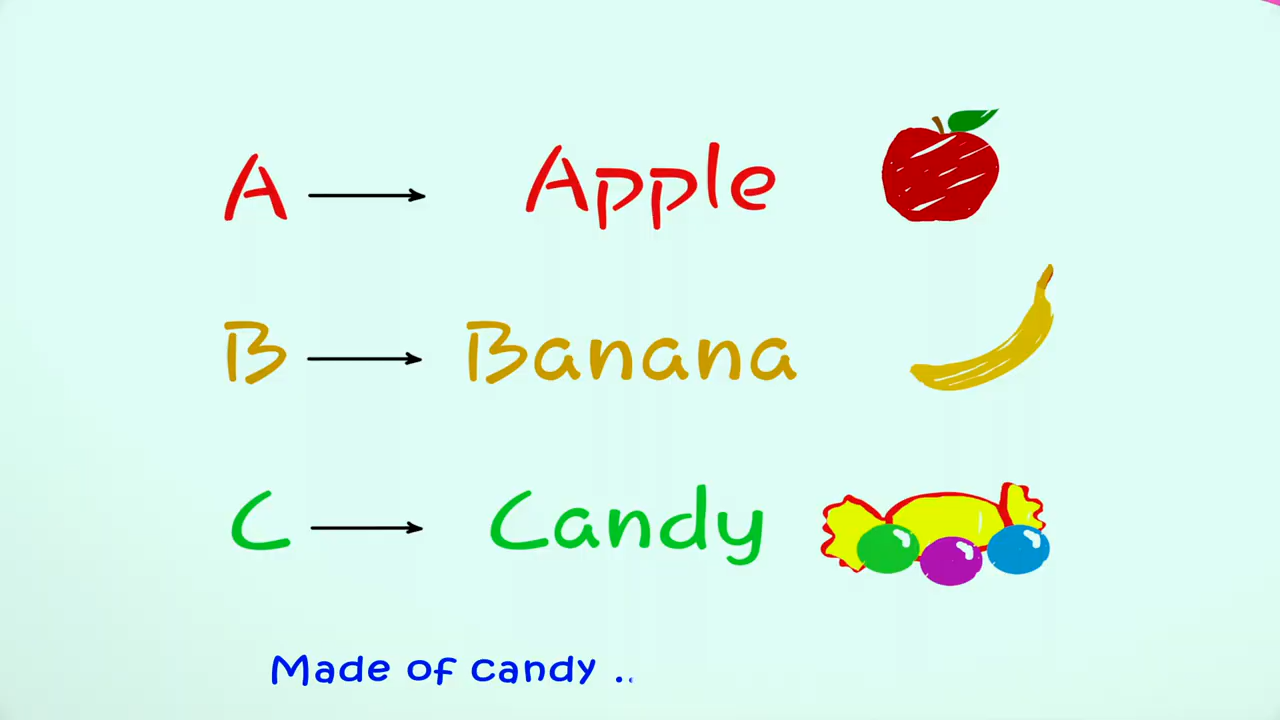 A → Apple
B → Banana
C → Candy
Made of candy ..